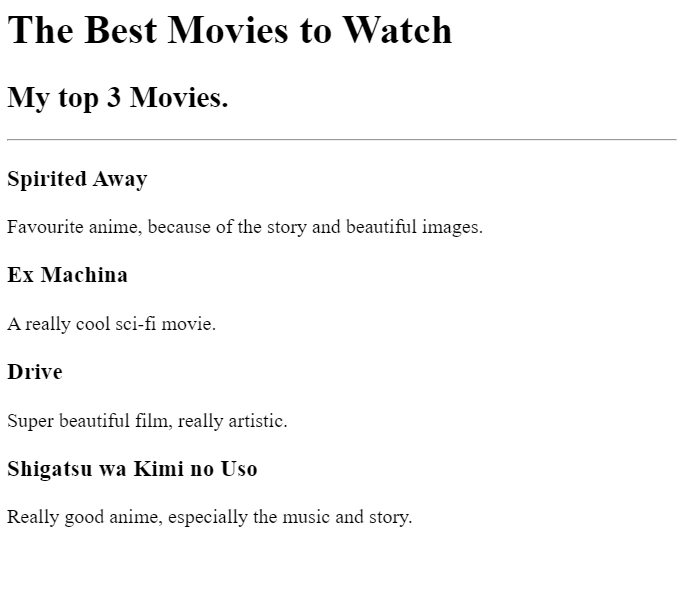 The Best Movies to Watch
My top 3 Movies.
Spirited Away
Favourite anime, because of the story and beautiful images.
Ex Machina
A really cool sci-fi movie.
Drive
Super beautiful film, really artistic.
Shigatsu wa Kimi no Uso
Really good anime, especially the music and story.